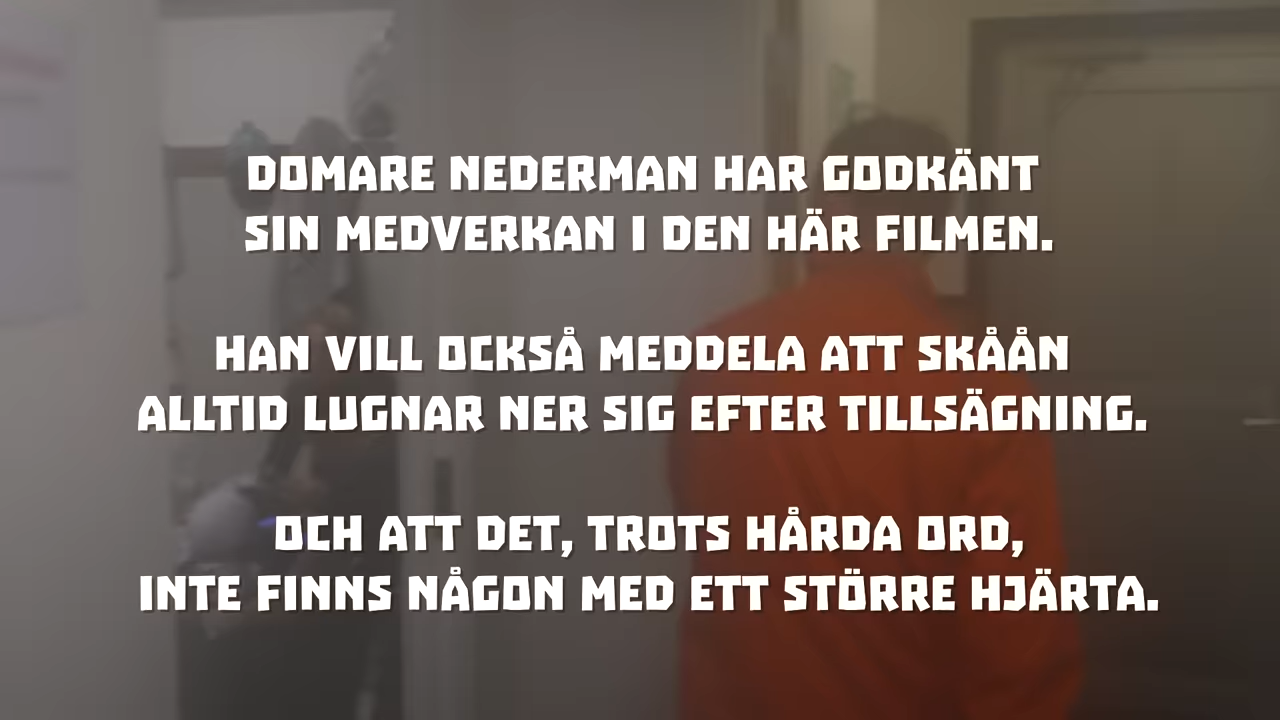 DOMARE NEDERMAN HAR GODKÄNT
SIN MEDVERKAN I DEN HÄR FILMEN.
HAN VILL OCKSÅ MEDDELA ATT SKÅÅN
ALLTID LUGNAR NER SIG EFTER TILLSÄGNING.
OCH ATT DET, TROTS HÅRDA ORD,
INTE FINNS NÅGON MED ETT STÖRRE HJÄRTA.